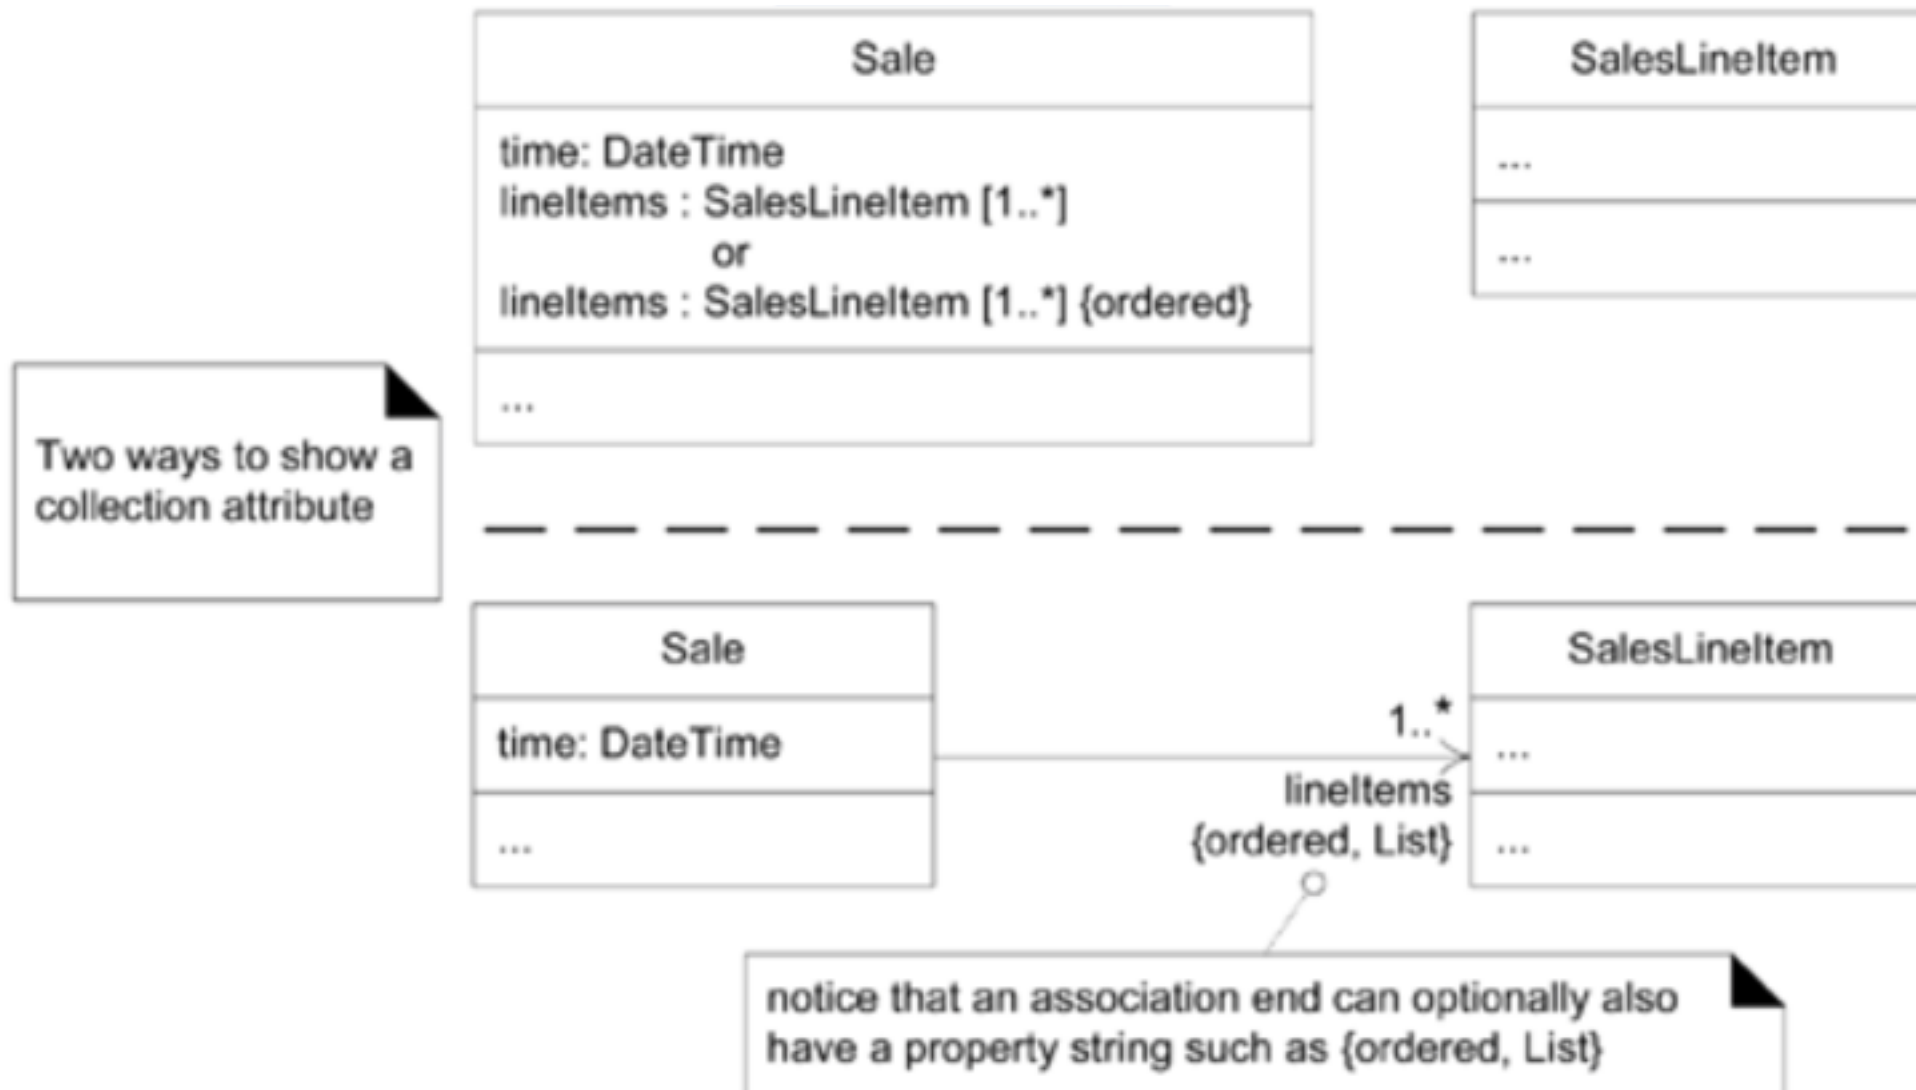 Sale
time: DateTime
lineItems : SalesLineItem [1..*]
or
lineItems : SalesLineItem [1..*] {ordered}
...
SalesLineItem
...
...
Two ways to show a
collection attribute
Sale
time: DateTime
...
1..*
lineItems
{ordered, List}
SalesLineItem
...
...
notice that an association end can optionally also
have a property string such as {ordered, List}